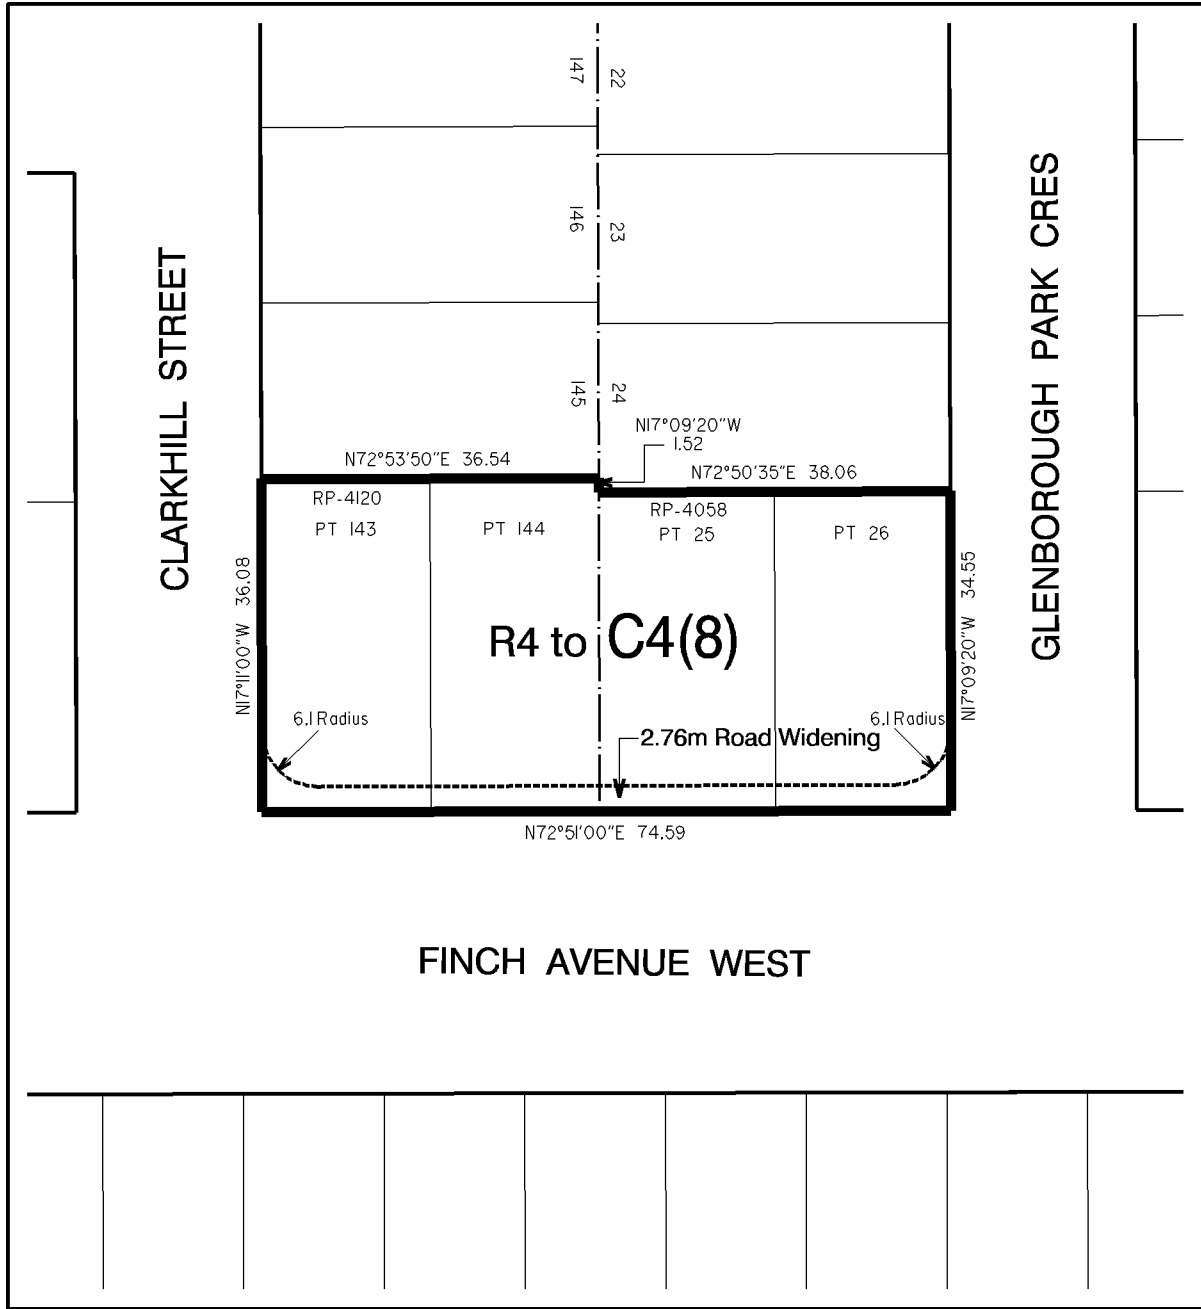 147
22
146
23
145
24
N17°09'20"W
1.52
N72°53'50"E 36.54
N72°50'35"E 38.06
RP-4120
RP-4058
PT 143
PT 144
PT 25
PT 26
CLARKHILL STREET
GLENBOROUGH PARK CRES
N17°11'00"W 36.08
N17°09'20"W 34.55
R4 to C4(8)
6.1 Radius
6.1 Radius
2.76m Road Widening
N72°51'00"E 74.59
FINCH AVENUE WEST